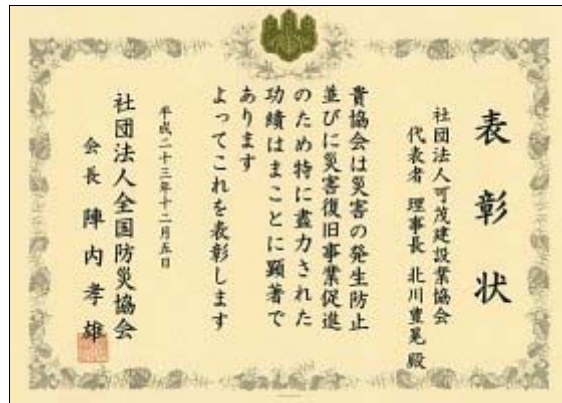 表彰状
社団法人可茂建設業協会
代表者 理事長 北川豊晃殿
貴協会は災害の発生防止
並びに災害復旧事業促進
のため特に盡力された
功績はまことに顕著で
あります
よってこれを表彰します
平成二十三年十二月五日
社団法人全国防災協会
会長 陣内孝雄